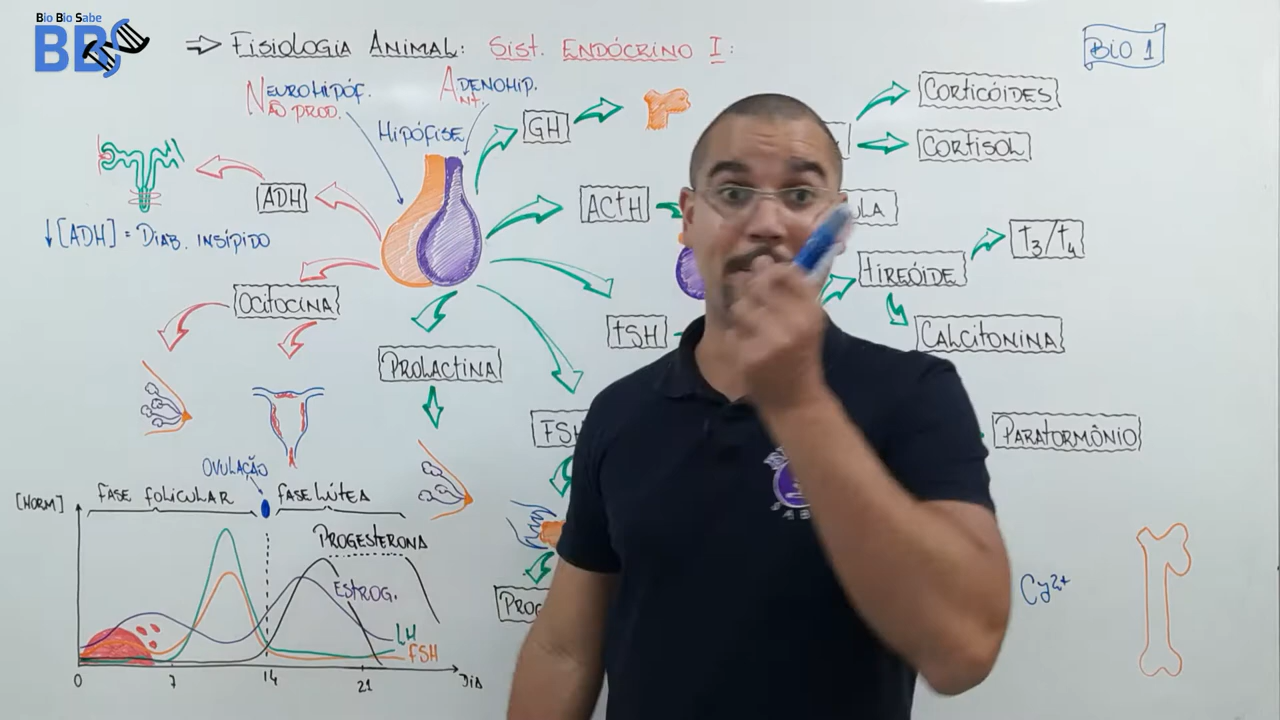 Bio Bio Sabe
BBS
⇒ Fisiologia Animal: Sist. Endócrino I:
Bio 1
Neurohipóf.
Não prod.
Adenohip.
Ant.
Hipófise
GH
Corticóides
Cortisol
ADH
ACTH
↓[ADH] = Diab. insípido
T3/T4
Tireóide
Ocitocina
TSH
Calcitonina
Prolactina
FSH
Paratormônio
Ovulação
[Horm]
Fase folicular
Fase lútea
Progesterona
Estrog.
LH
FSH
0
7
14
21
Dia